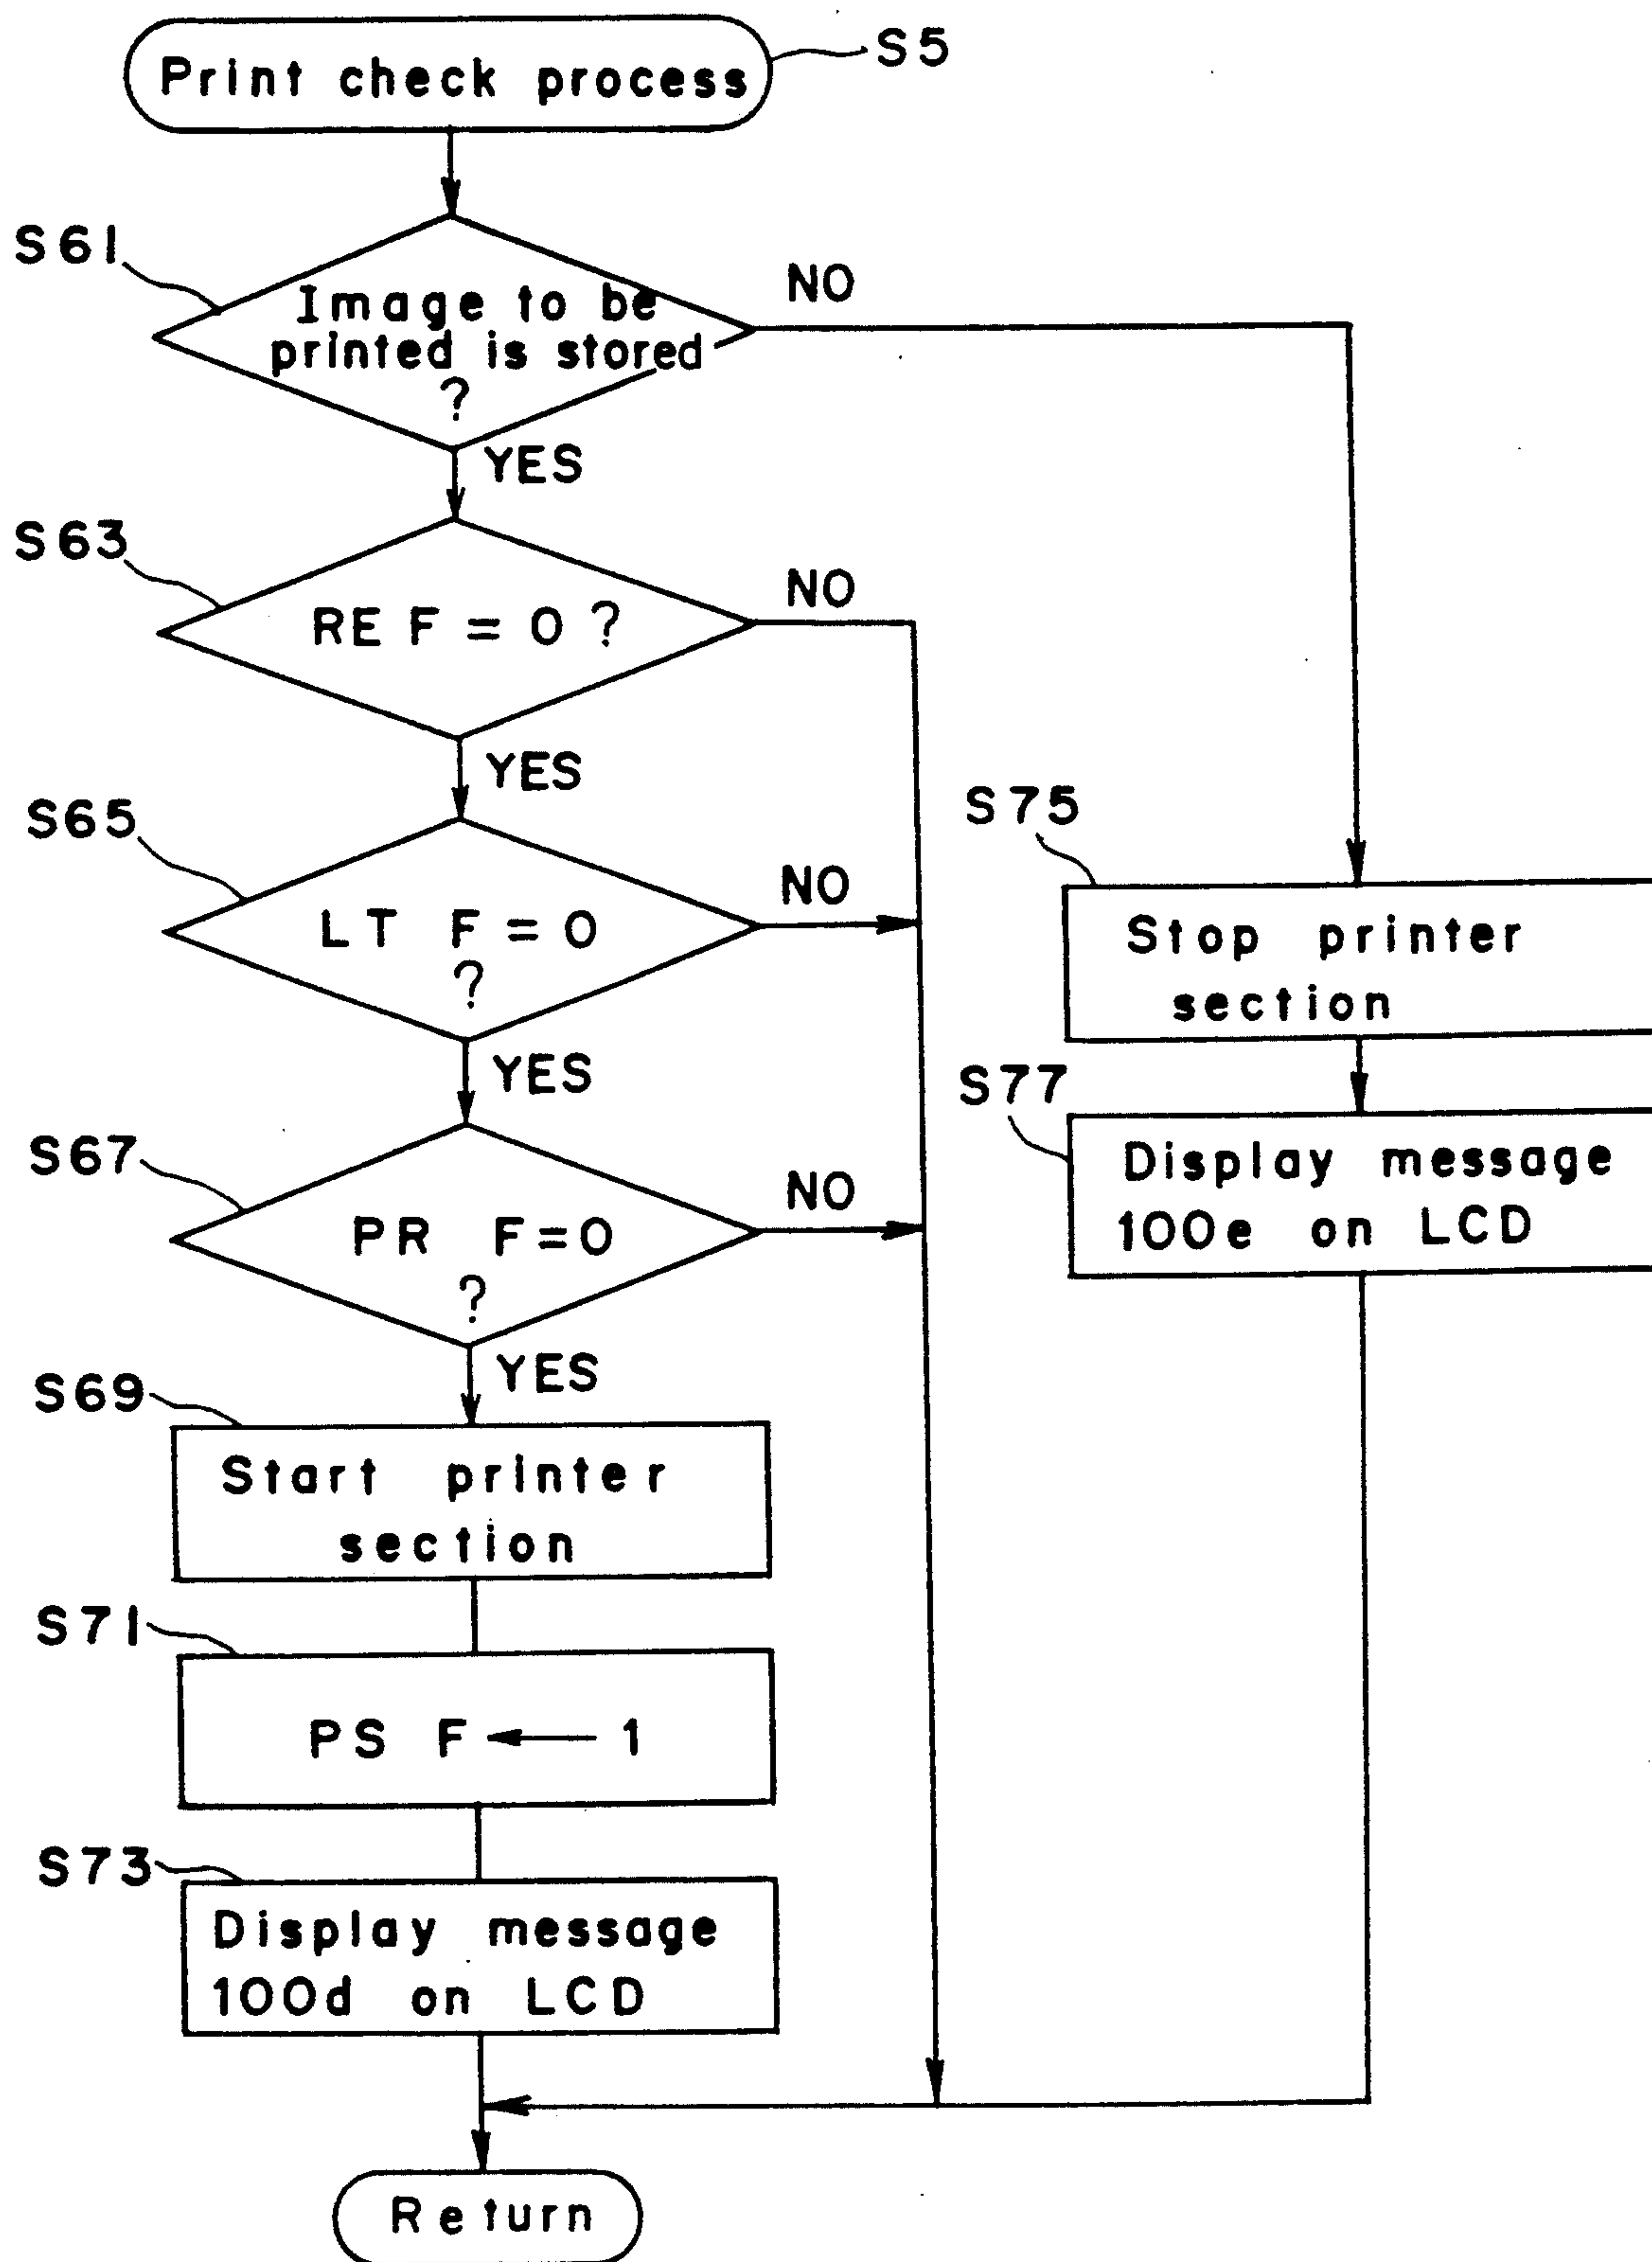 Print check process
S5
S61
Image to be
printed is stored
?
NO
YES
S63
REF = 0 ?
NO
YES
S65
LT F = 0
?
NO
YES
S67
PR F = 0
?
NO
YES
S69
Start printer
section
S71
PS F ← 1
S73
Display message
100d on LCD
S75
Stop printer
section
S77
Display message
100e on LCD
Return